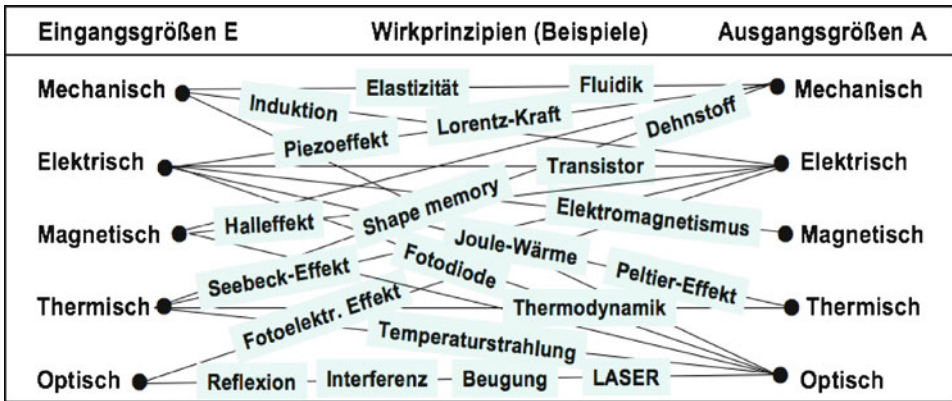 Eingangsgrößen E Wirkprinzipien (Beispiele) Ausgangsgrößen A
Mechanisch Elastizität Fluidik Mechanisch
Induktion Lorentz-Kraft Dehnstoff
Piezoeffekt
Elektrisch Transistor Elektrisch
Shape memory
Halleffekt Elektromagnetismus
Magnetisch Joule-Wärme Magnetisch
Seebeck-Effekt Fotodiode Peltier-Effekt
Thermisch Fotoelektr. Effekt Thermodynamik Thermisch
Temperaturstrahlung
Optisch Reflexion Interferenz Beugung LASER Optisch